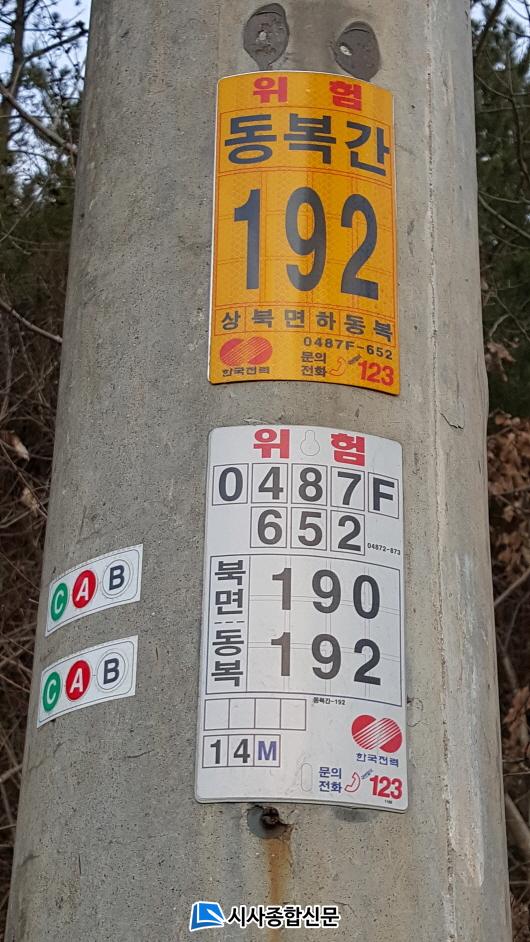 위 험
동복간
192
상북면하동복
0487F-652
한국전력
문의
전화
123
위 험
0487F
652
04872-873
북면
190
동복
192
동복간-192
14M
한국전력
문의
전화
123
C A B
C A B
시사종합신문